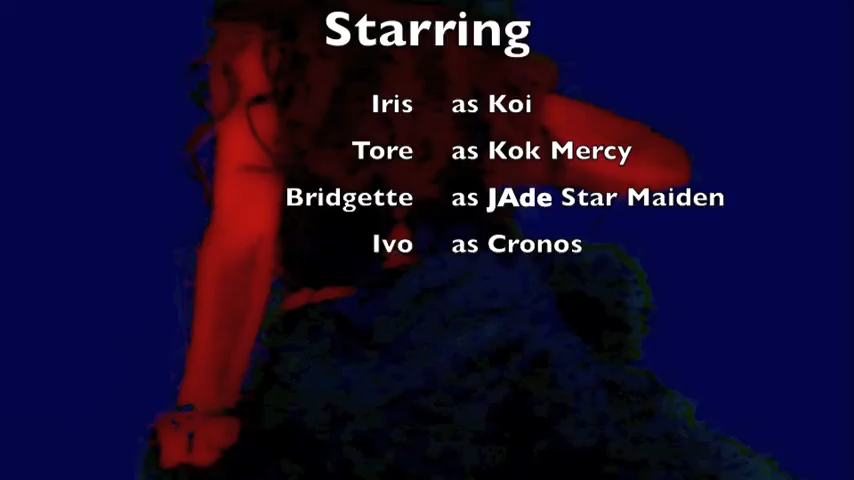 Starring
Iris as Koi
Tore as Kok Mercy
Bridgette as JAde Star Maiden
Ivo as Cronos